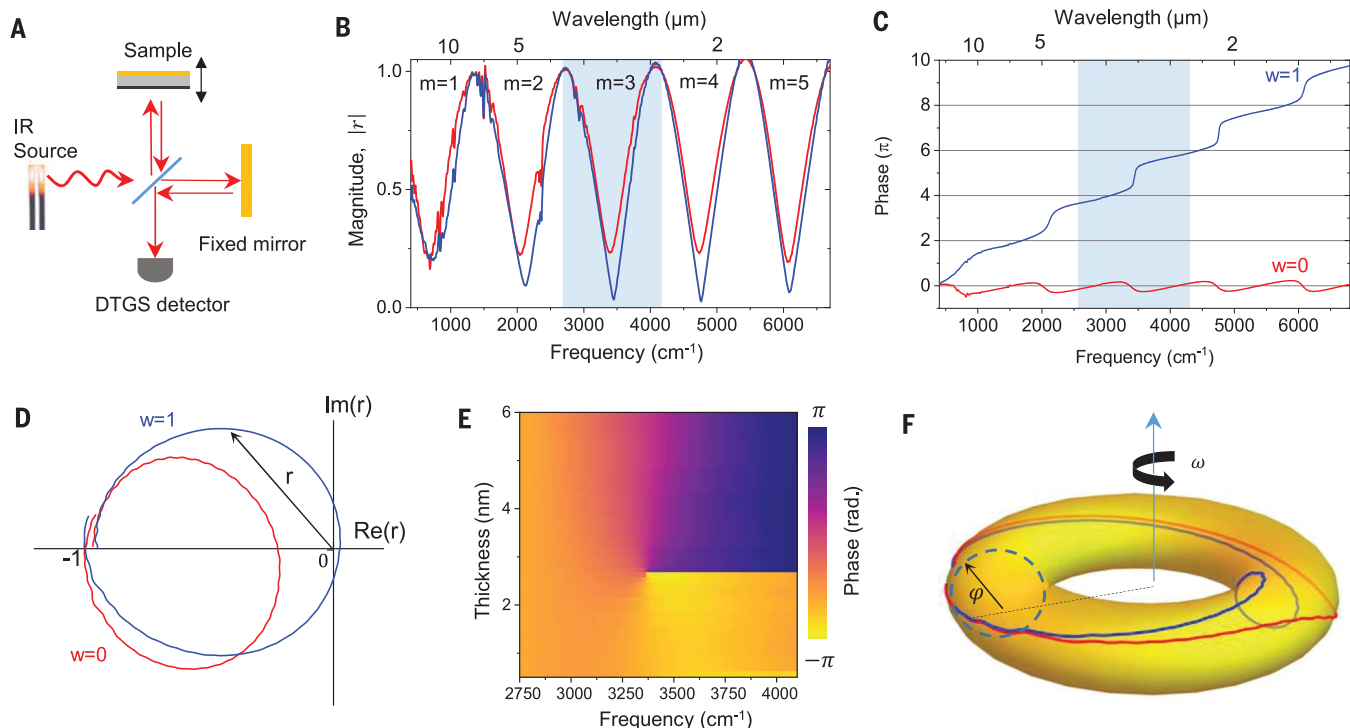 A
Sample
IR
Source
Fixed mirror
DTGS detector
B
Wavelength (µm)
10 5 2
1.0
0.5
0.0
Magnitude, |r|
m=1 m=2 m=3 m=4 m=5
1000 2000 3000 4000 5000 6000
Frequency (cm⁻¹)
C
Wavelength (µm)
10 5 2
10
8
6
4
2
0
Phase (π)
w=1
w=0
1000 2000 3000 4000 5000 6000
Frequency (cm⁻¹)
D
Im(r)
w=1
r
Re(r)
-1
0
w=0
E
6
4
2
Thickness (nm)
2750 3000 3250 3500 3750 4000
Frequency (cm⁻¹)
π
Phase (rad.)
−π
F
ω
φ